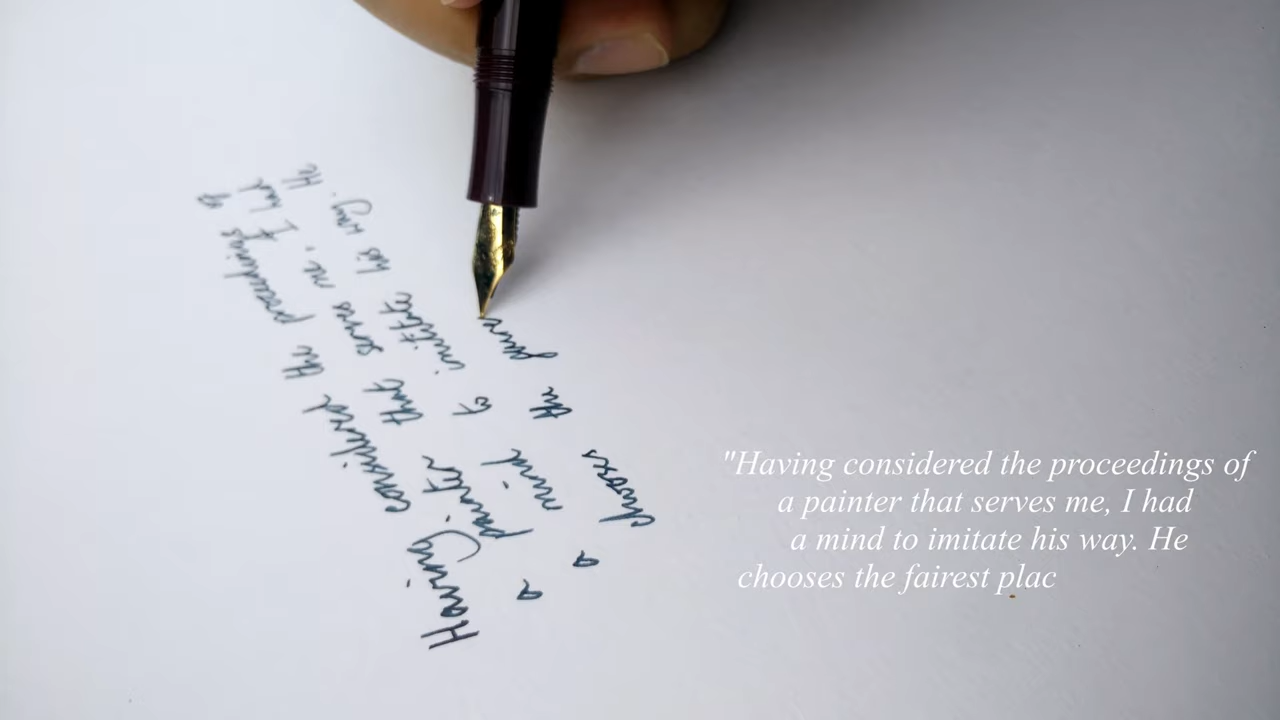 Having considered the proceedings of
a painter that serves me, I had
a mind to imitate his way. He
chooses the
"Having considered the proceedings of
a painter that serves me, I had
a mind to imitate his way. He
chooses the fairest plac